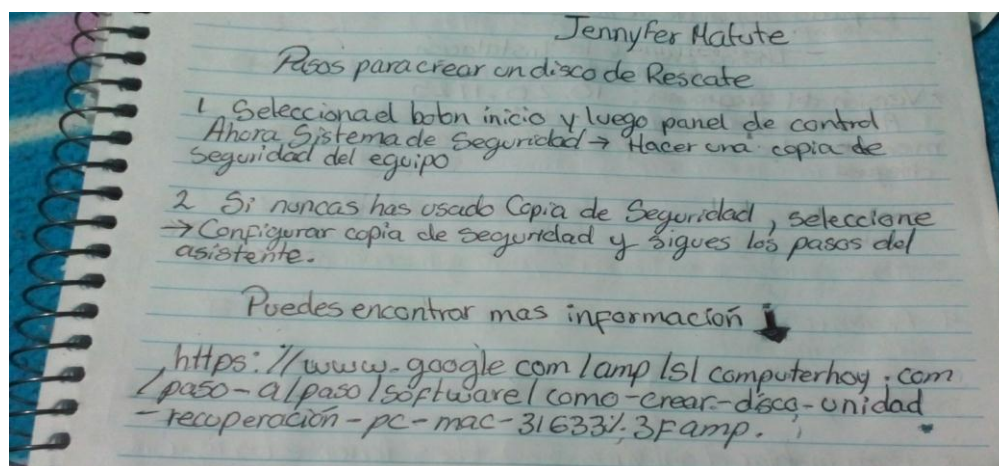 Jennyfer Matute
Pasos para crear un disco de Rescate
1 Selecciona el botn inicio y luego panel de control
Ahora Sistema de Seguridad → Hacer una copia de
seguridad del equipo
2 Si nuncas has usado Copia de Seguridad, seleccione
→ Configurar copia de seguridad y sigues los pasos del
asistente.
Puedes encontrar mas información ↓
https://www.google.com/amp/s/computerhoy.com
/paso-a/paso/software/como-crear-disco-unidad
-recuperación-pc-mac-31633%3Famp.